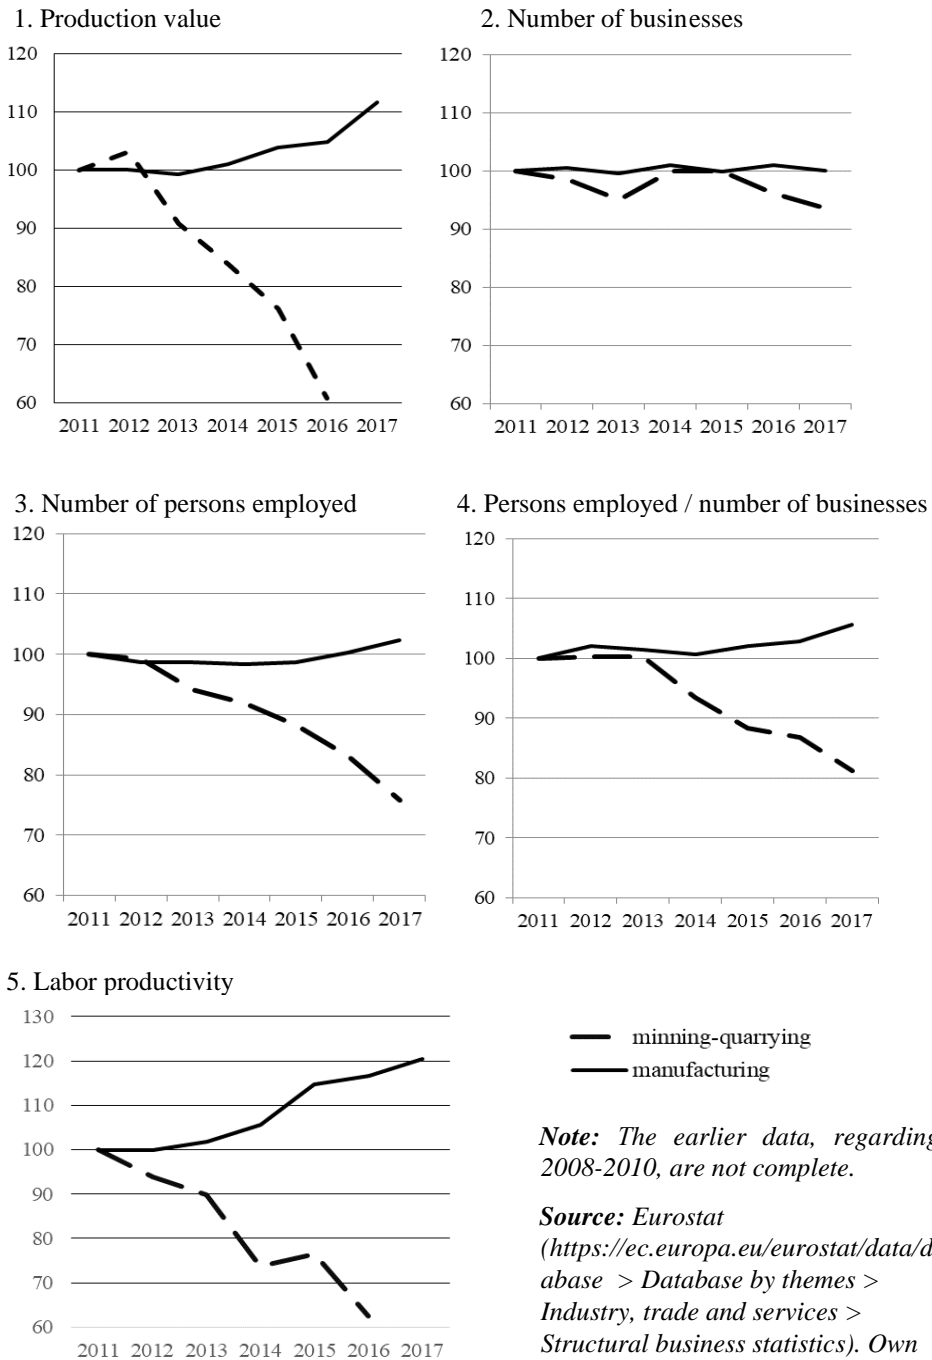 1. Production value
120
110
100
90
80
70
60
2011 2012 2013 2014 2015 2016 2017
2. Number of businesses
120
110
100
90
80
70
60
2011 2012 2013 2014 2015 2016 2017
3. Number of persons employed
120
110
100
90
80
70
60
2011 2012 2013 2014 2015 2016 2017
4. Persons employed / number of businesses
120
110
100
90
80
70
60
2011 2012 2013 2014 2015 2016 2017
5. Labor productivity
130
120
110
100
90
80
70
60
2011 2012 2013 2014 2015 2016 2017
minning-quarrying
manufacturing
Note: The earlier data, regarding
2008-2010, are not complete.
Source: Eurostat
(https://ec.europa.eu/eurostat/data/d
abase > Database by themes >
Industry, trade and services >
Structural business statistics). Own